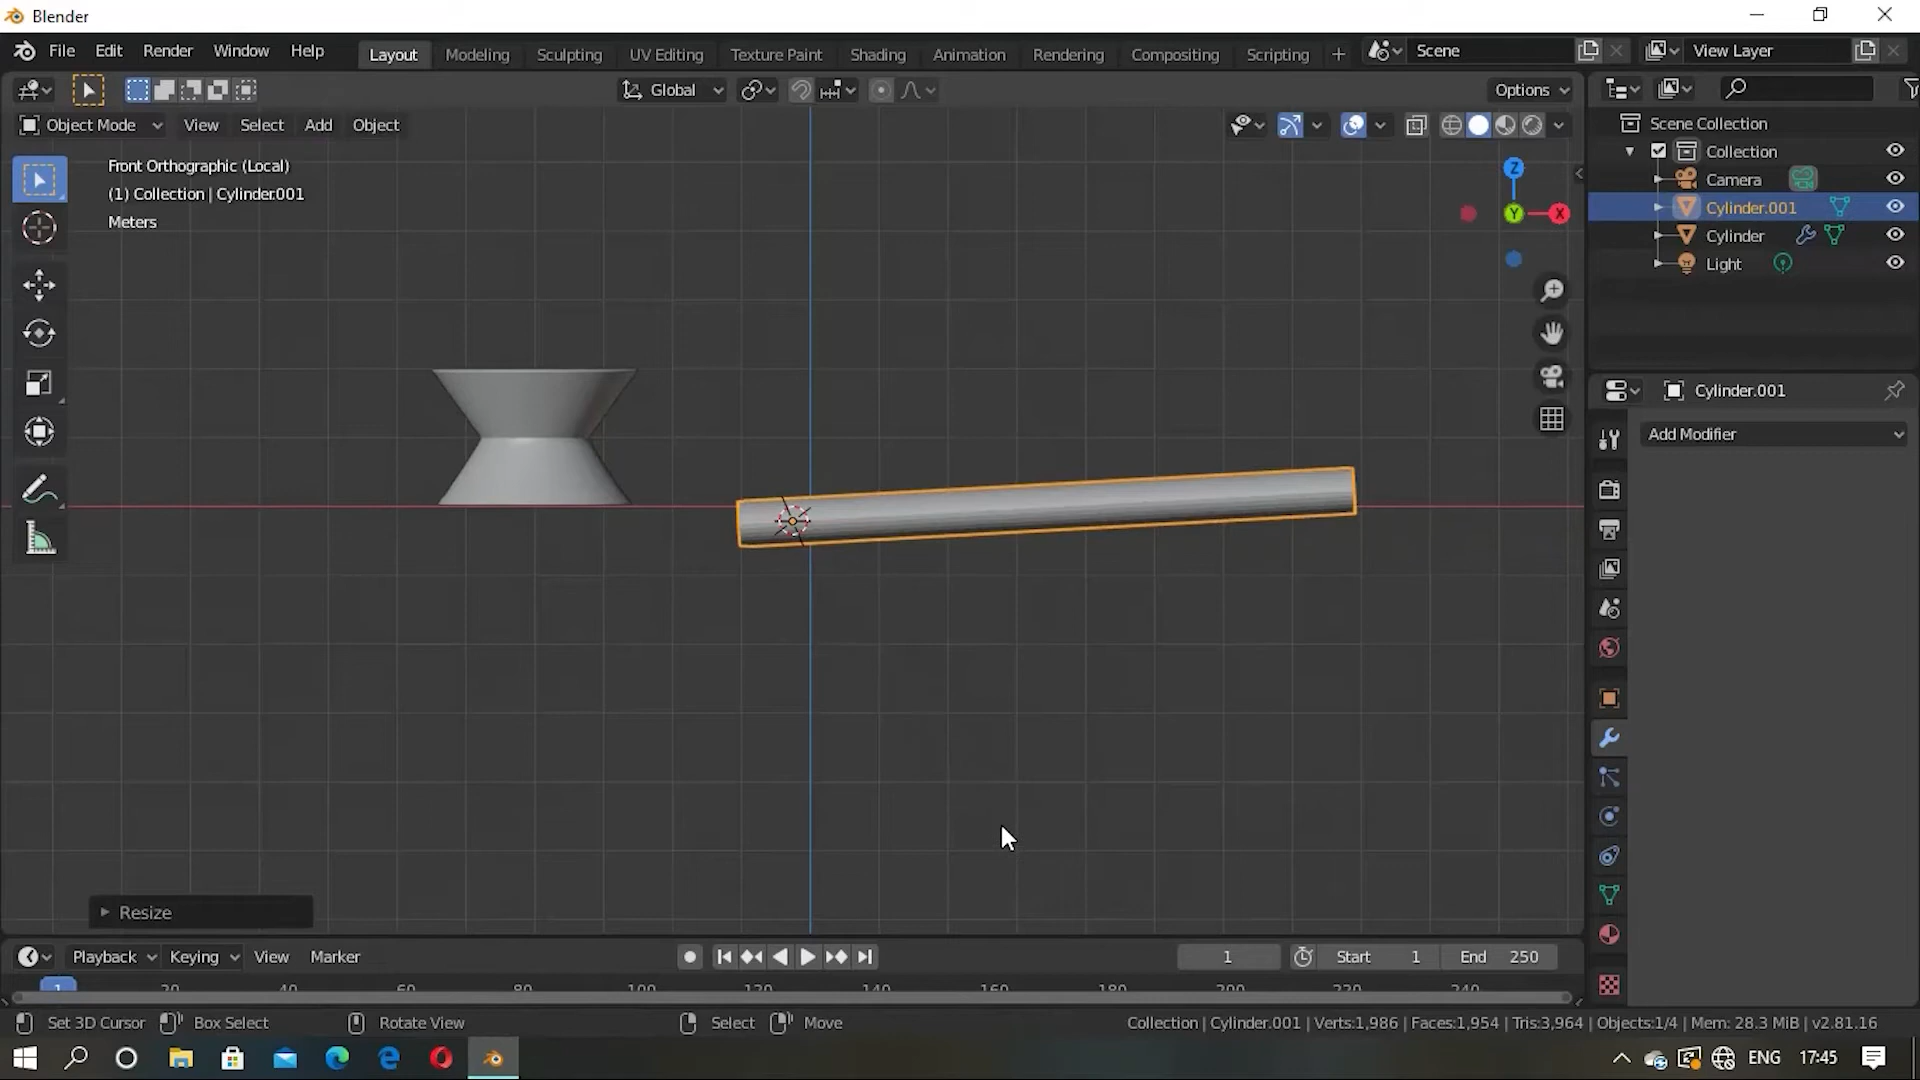 Blender
File Edit Render Window Help Layout Modeling Sculpting UV Editing Texture Paint Shading Animation Rendering Compositing Scripting + Scene View Layer
Global Options
Object Mode View Select Add Object
Front Orthographic (Local)
(1) Collection | Cylinder.001
Meters
Z
Y
X
Scene Collection
Collection
Camera
Cylinder.001
Cylinder
Light
Cylinder.001
Add Modifier
Resize
Playback Keying View Marker 1 Start 1 End 250
1 20 40 60 80 100 120 140 160 180 200 220 240
Set 3D Cursor Box Select Rotate View Select Move Collection | Cylinder.001 | Verts:1,986 | Faces:1,954 | Tris:3,964 | Objects:1/4 | Mem: 28.3 MiB | v2.81.16
ENG 17:45